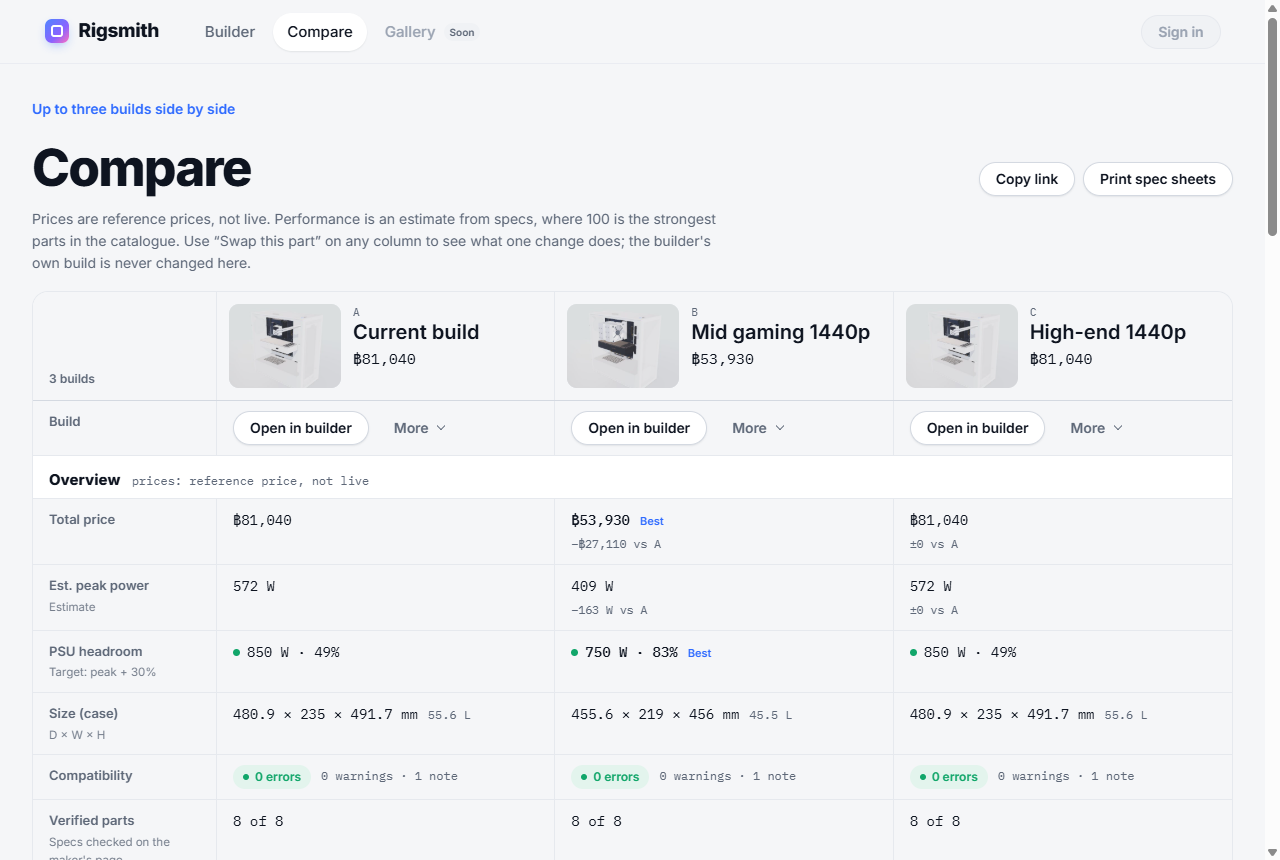 Rigsmith
Builder
Compare
Gallery Soon
Sign in
Up to three builds side by side
Compare
Copy link
Print spec sheets
Prices are reference prices, not live. Performance is an estimate from specs, where 100 is the strongest
parts in the catalogue. Use “Swap this part” on any column to see what one change does; the builder's
own build is never changed here.
3 builds
A
Current build
฿81,040
B
Mid gaming 1440p
฿53,930
C
High-end 1440p
฿81,040
Build
Open in builder More
Open in builder More
Open in builder More
Overview prices: reference price, not live
Total price
฿81,040
฿53,930 Best
−฿27,110 vs A
฿81,040
±0 vs A
Est. peak power
Estimate
572 W
409 W
−163 W vs A
572 W
±0 vs A
PSU headroom
Target: peak + 30%
850 W · 49%
750 W · 83% Best
850 W · 49%
Size (case)
D × W × H
480.9 × 235 × 491.7 mm 55.6 L
455.6 × 219 × 456 mm 45.5 L
480.9 × 235 × 491.7 mm 55.6 L
Compatibility
0 errors 0 warnings · 1 note
0 errors 0 warnings · 1 note
0 errors 0 warnings · 1 note
Verified parts
Specs checked on the
maker's page
8 of 8
8 of 8
8 of 8